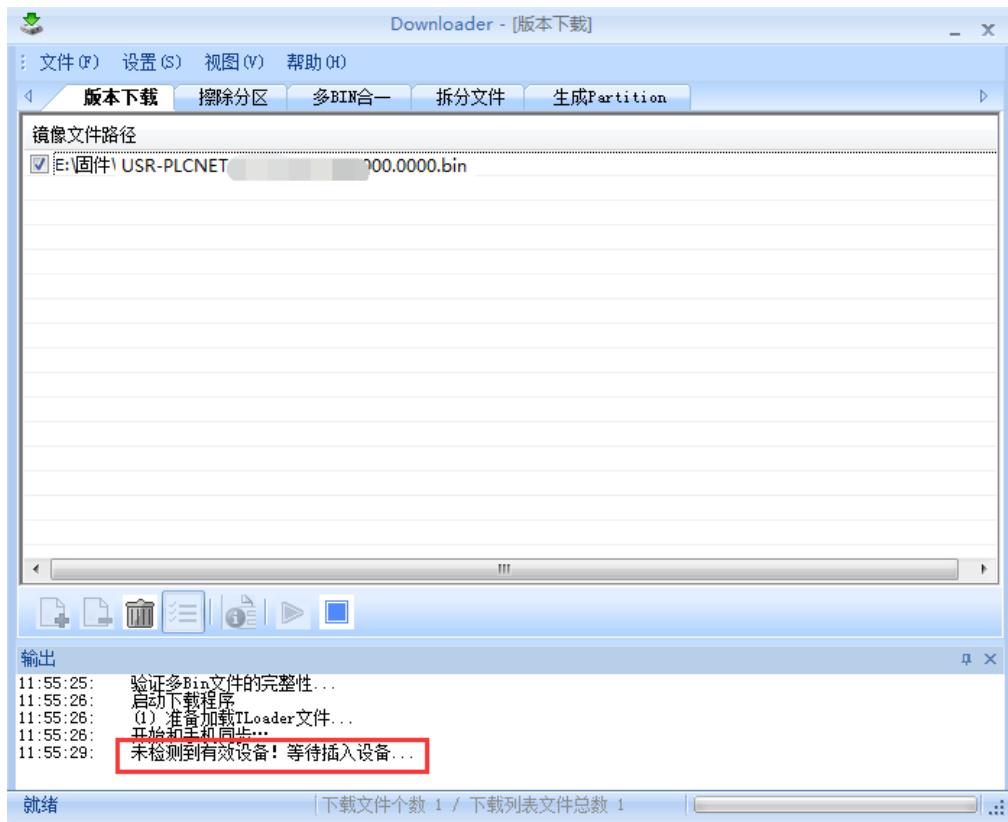 Downloader - [版本下载]
文件(F) 设置(S) 视图(V) 帮助(H)
版本下载 擦除分区 多BIN合一 拆分文件 生成Partition
镜像文件路径
E:\固件\ USR-PLCNET 000.0000.bin
输出
11:55:25: 验证多Bin文件的完整性...
11:55:26: 启动下载程序
11:55:26: (1) 准备加载TLoader文件...
11:55:26: 开始和手机同步...
11:55:29: 未检测到有效设备! 等待插入设备...
就绪 下载文件个数 1 / 下载列表文件总数 1